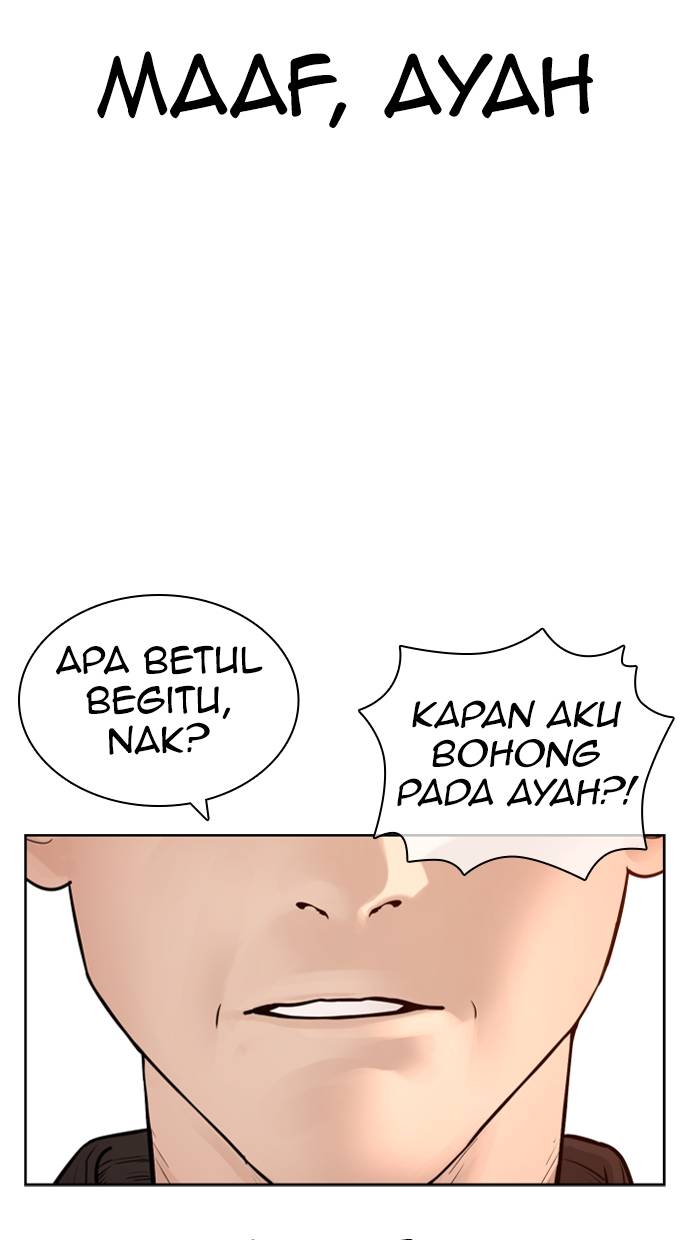 MAAF, AYAH
APA BETUL
BEGITU,
NAK?
KAPAN AKU
BOHONG
PADA AYAH?!